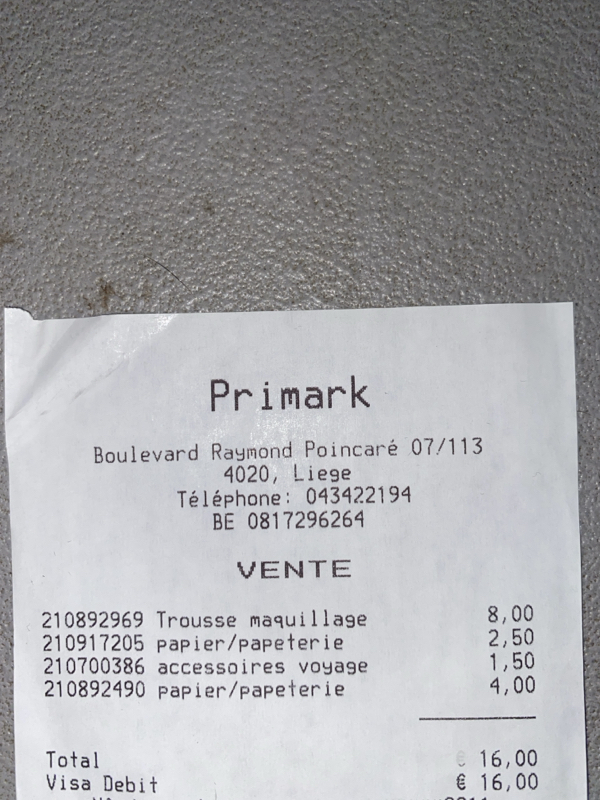 Primark
Boulevard Raymond Poincaré 07/113
4020, Liege
Téléphone: 043422194
BE 0817296264
VENTE
210892969 Trousse maquillage 8,00
210917205 papier/papeterie 2,50
210700386 accessoires voyage 1,50
210892490 papier/papeterie 4,00
Total € 16,00
Visa Debit € 16,00